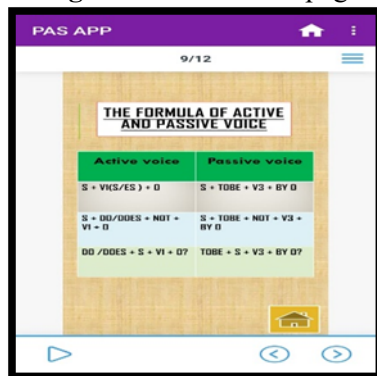 PAS APP
9/12
THE FORMULA OF ACTIVE
AND PASSIVE VOICE
Active voice Passive voice
S + V1(S/ES ) + O S + TOBE + V3 + BY O
S + DO/DOES + NOT + S + TOBE + NOT + V3 +
V1 + O BY O
DO /DOES + S + V1 + O? TOBE + S + V3 + BY O?